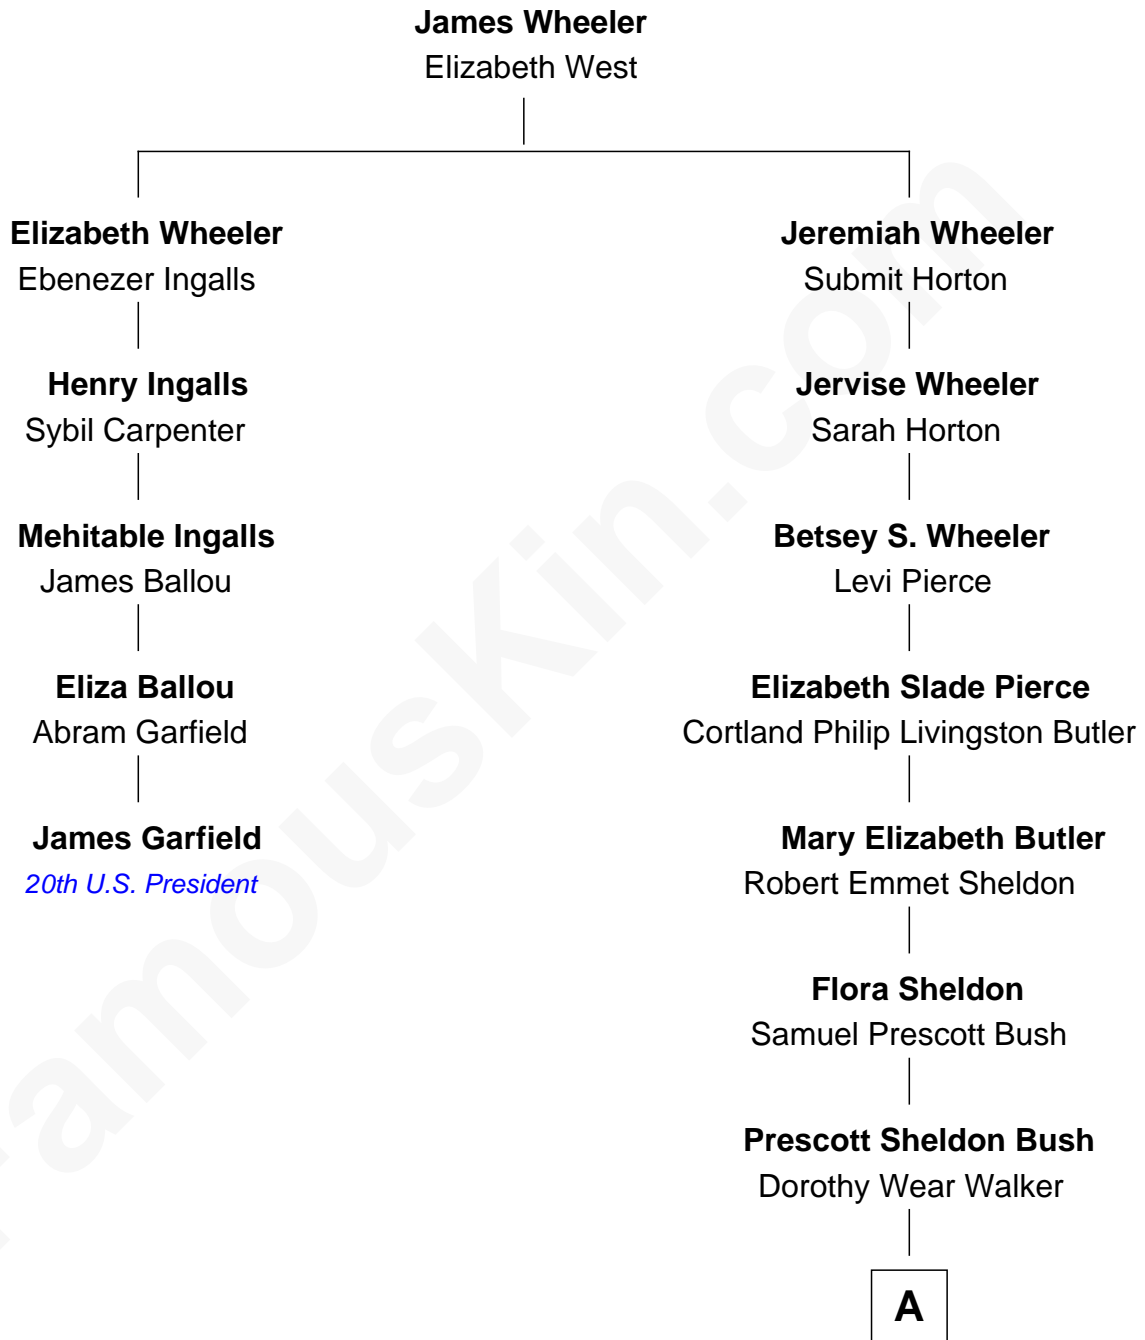 James Wheeler
Elizabeth West
Elizabeth Wheeler
Ebenezer Ingalls
Henry Ingalls
Sybil Carpenter
Mehitable Ingalls
James Ballou
Eliza Ballou
Abram Garfield
James Garfield
20th U.S. President
Jeremiah Wheeler
Submit Horton
Jervise Wheeler
Sarah Horton
Betsey S. Wheeler
Levi Pierce
Elizabeth Slade Pierce
Cortland Philip Livingston Butler
Mary Elizabeth Butler
Robert Emmet Sheldon
Flora Sheldon
Samuel Prescott Bush
Prescott Sheldon Bush
Dorothy Wear Walker
A
FamousKin.com